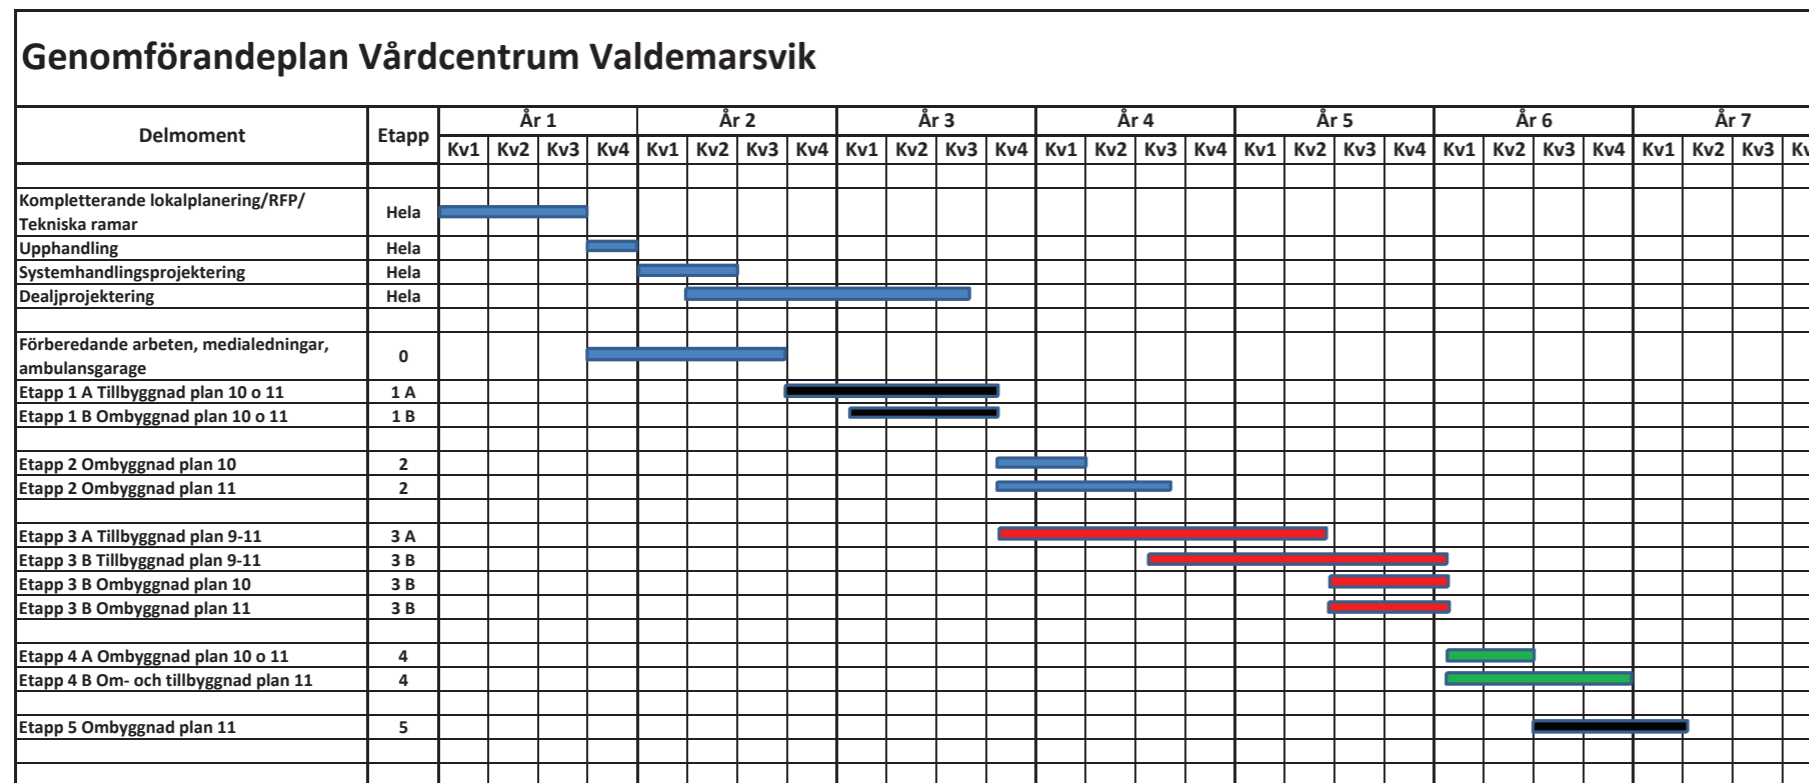 Genomförandeplan Vårdcentrum Valdemarsvik
Delmoment Etapp År 1 År 2 År 3 År 4 År 5 År 6 År 7
Kv1 Kv2 Kv3 Kv4 Kv1 Kv2 Kv3 Kv4 Kv1 Kv2 Kv3 Kv4 Kv1 Kv2 Kv3 Kv4 Kv1 Kv2 Kv3 Kv4 Kv1 Kv2 Kv3 Kv4 Kv1 Kv2 Kv3
Kompletterande lokalplanering/RFP/
Tekniska ramar Hela
Upphandling Hela
Systemhandlingsprojektering Hela
Dealjprojektering Hela
Förberedande arbeten, medialedningar,
ambulansgarage 0
Etapp 1 A Tillbyggnad plan 10 o 11 1 A
Etapp 1 B Ombyggnad plan 10 o 11 1 B
Etapp 2 Ombyggnad plan 10 2
Etapp 2 Ombyggnad plan 11 2
Etapp 3 A Tillbyggnad plan 9-11 3 A
Etapp 3 B Tillbyggnad plan 9-11 3 B
Etapp 3 B Ombyggnad plan 10 3 B
Etapp 3 B Ombyggnad plan 11 3 B
Etapp 4 A Ombyggnad plan 10 o 11 4
Etapp 4 B Om- och tillbyggnad plan 11 4
Etapp 5 Ombyggnad plan 11 5